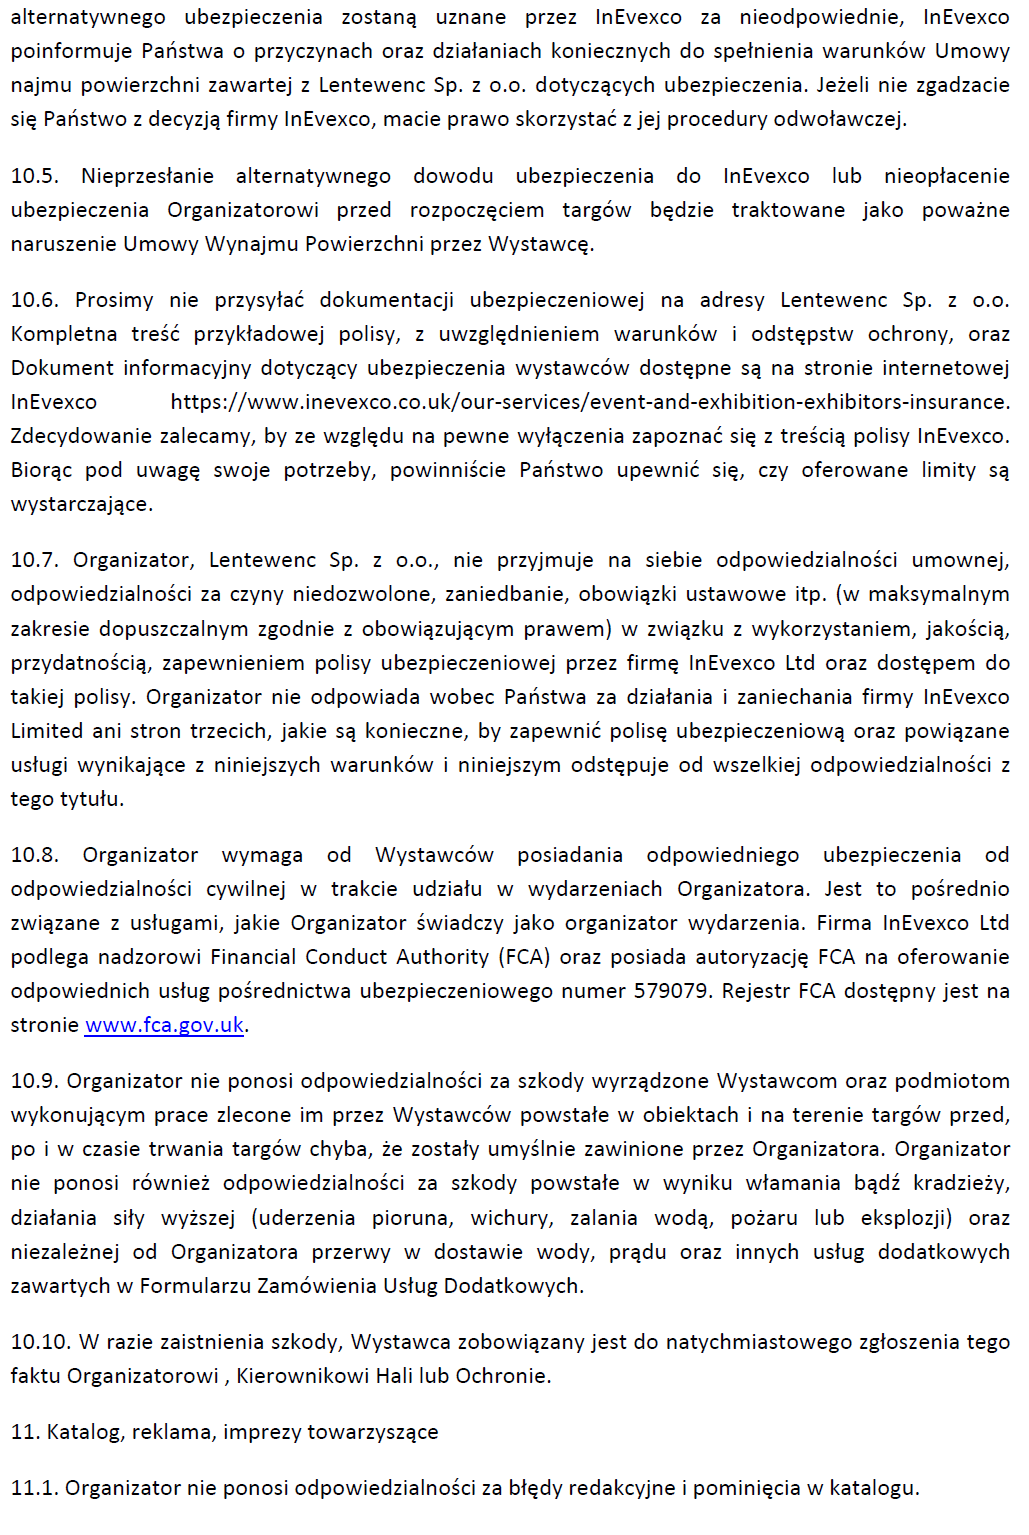 alternatywnego ubezpieczenia zostaną uznane przez InEvexco za nieodpowiednie, InEvexco
poinformuje Państwa o przyczynach oraz działaniach koniecznych do spełnienia warunków Umowy
najmu powierzchni zawartej z Lentewenc Sp. z o.o. dotyczących ubezpieczenia. Jeżeli nie zgadzacie
się Państwo z decyzją firmy InEvexco, macie prawo skorzystać z jej procedury odwoławczej.
10.5. Nieprzesłanie alternatywnego dowodu ubezpieczenia do InEvexco lub nieopłacenie
ubezpieczenia Organizatorowi przed rozpoczęciem targów będzie traktowane jako poważne
naruszenie Umowy Wynajmu Powierzchni przez Wystawcę.
10.6. Prosimy nie przysyłać dokumentacji ubezpieczeniowej na adresy Lentewenc Sp. z o.o.
Kompletna treść przykładowej polisy, z uwzględnieniem warunków i odstępstw ochrony, oraz
Dokument informacyjny dotyczący ubezpieczenia wystawców dostępne są na stronie internetowej
InEvexco https://www.inevexco.co.uk/our-services/event-and-exhibition-exhibitors-insurance.
Zdecydowanie zalecamy, by ze względu na pewne wyłączenia zapoznać się z treścią polisy InEvexco.
Biorąc pod uwagę swoje potrzeby, powinniście Państwo upewnić się, czy oferowane limity są
wystarczające.
10.7. Organizator, Lentewenc Sp. z o.o., nie przyjmuje na siebie odpowiedzialności umownej,
odpowiedzialności za czyny niedozwolone, zaniedbanie, obowiązki ustawowe itp. (w maksymalnym
zakresie dopuszczalnym zgodnie z obowiązującym prawem) w związku z wykorzystaniem, jakością,
przydatnością, zapewnieniem polisy ubezpieczeniowej przez firmę InEvexco Ltd oraz dostępem do
takiej polisy. Organizator nie odpowiada wobec Państwa za działania i zaniechania firmy InEvexco
Limited ani stron trzecich, jakie są konieczne, by zapewnić polisę ubezpieczeniową oraz powiązane
usługi wynikające z niniejszych warunków i niniejszym odstępuje od wszelkiej odpowiedzialności z
tego tytułu.
10.8. Organizator wymaga od Wystawców posiadania odpowiedniego ubezpieczenia od
odpowiedzialności cywilnej w trakcie udziału w wydarzeniach Organizatora. Jest to pośrednio
związane z usługami, jakie Organizator świadczy jako organizator wydarzenia. Firma InEvexco Ltd
podlega nadzorowi Financial Conduct Authority (FCA) oraz posiada autoryzację FCA na oferowanie
odpowiednich usług pośrednictwa ubezpieczeniowego numer 579079. Rejestr FCA dostępny jest na
stronie www.fca.gov.uk.
10.9. Organizator nie ponosi odpowiedzialności za szkody wyrządzone Wystawcom oraz podmiotom
wykonującym prace zlecone im przez Wystawców powstałe w obiektach i na terenie targów przed,
po i w czasie trwania targów chyba, że zostały umyślnie zawinione przez Organizatora. Organizator
nie ponosi również odpowiedzialności za szkody powstałe w wyniku włamania bądź kradzieży,
działania siły wyższej (uderzenia pioruna, wichury, zalania wodą, pożaru lub eksplozji) oraz
niezależnej od Organizatora przerwy w dostawie wody, prądu oraz innych usług dodatkowych
zawartych w Formularzu Zamówienia Usług Dodatkowych.
10.10. W razie zaistnienia szkody, Wystawca zobowiązany jest do natychmiastowego zgłoszenia tego
faktu Organizatorowi , Kierownikowi Hali lub Ochronie.
11. Katalog, reklama, imprezy towarzyszące
11.1. Organizator nie ponosi odpowiedzialności za błędy redakcyjne i pominięcia w katalogu.